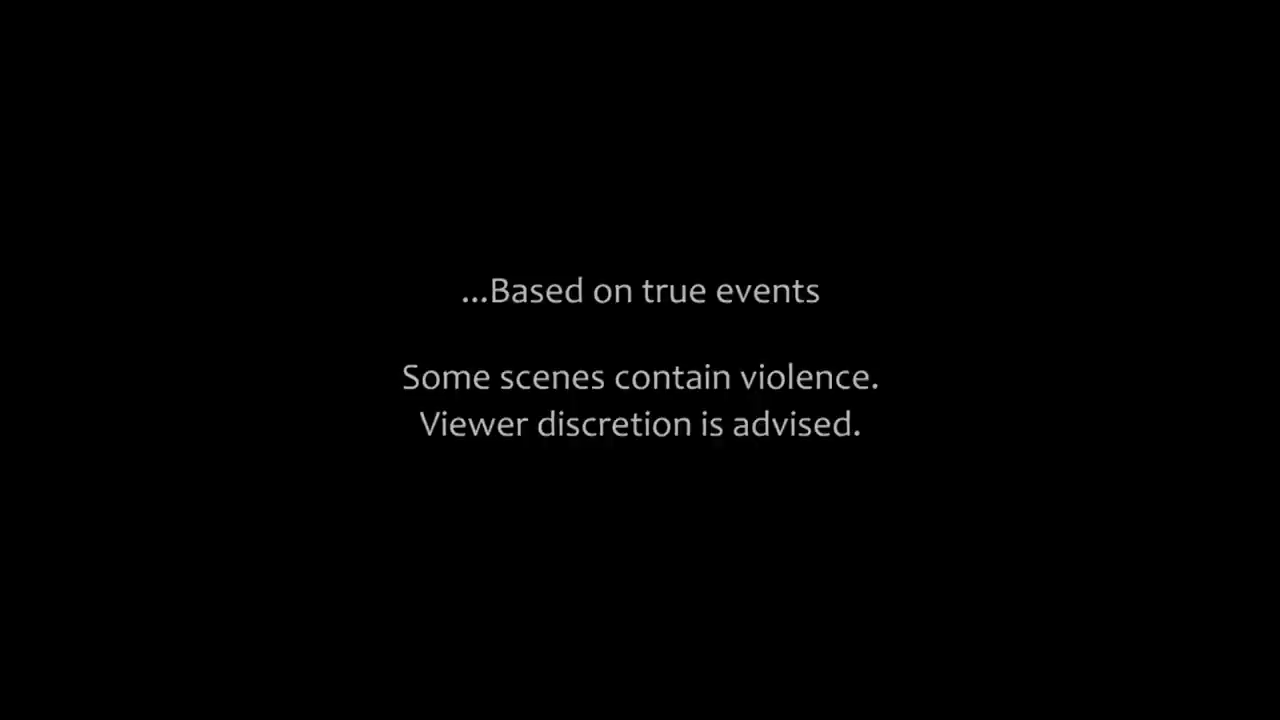 ...Based on true events
Some scenes contain violence.
Viewer discretion is advised.